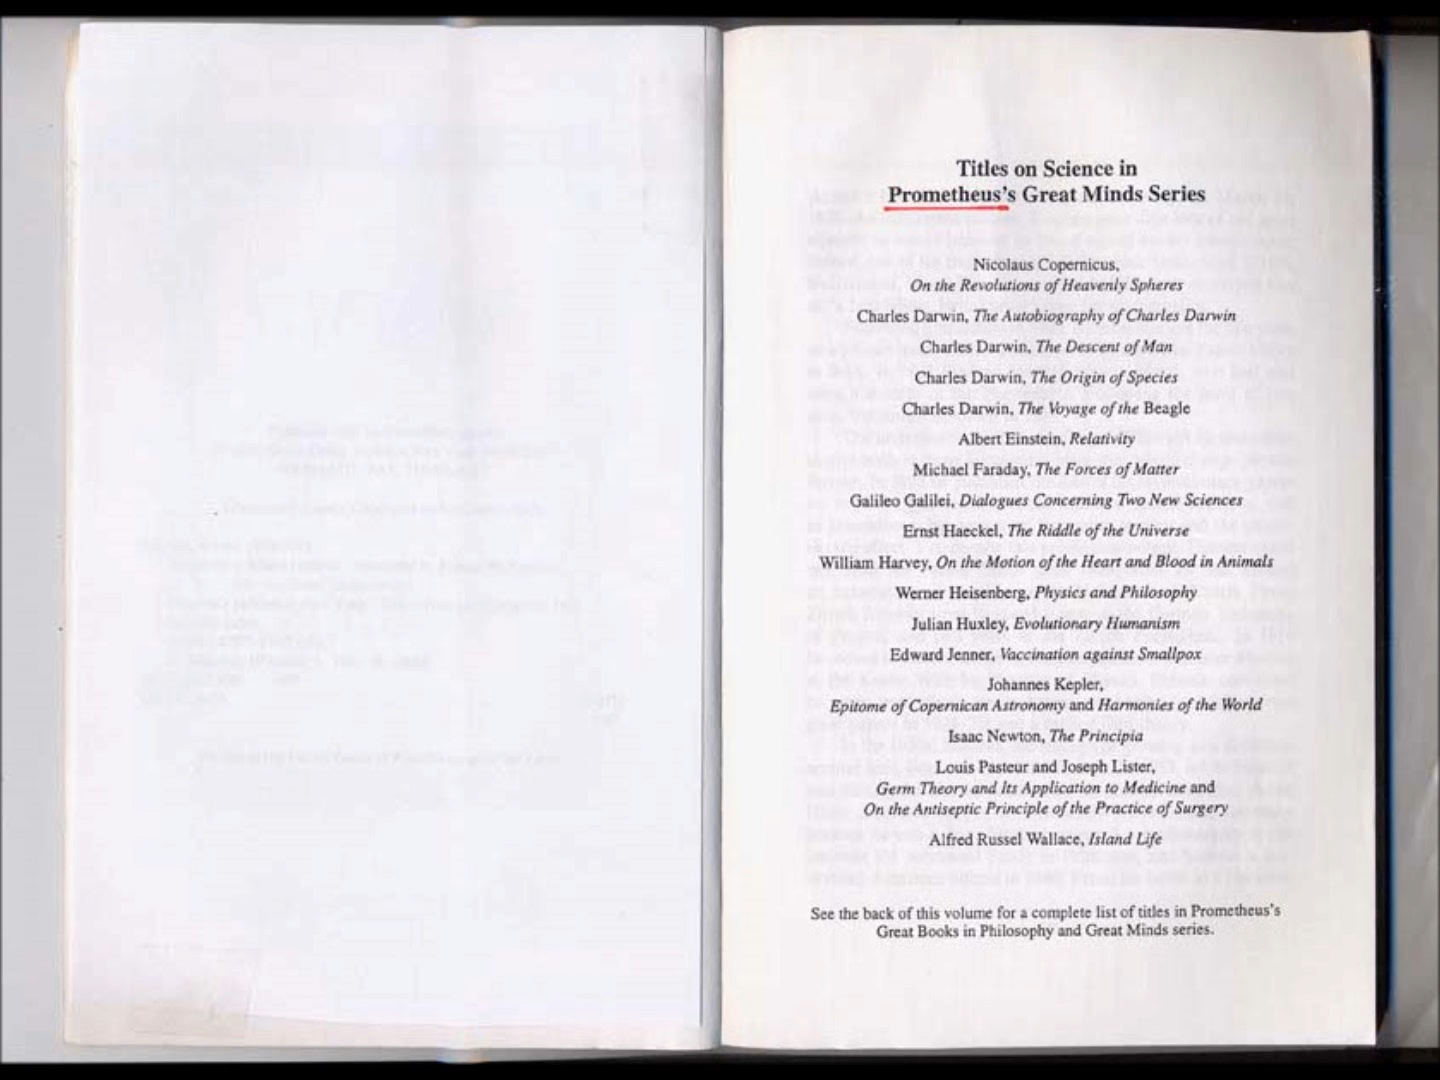 Titles on Science in
Prometheus's Great Minds Series
Nicolaus Copernicus,
On the Revolutions of Heavenly Spheres
Charles Darwin, The Autobiography of Charles Darwin
Charles Darwin, The Descent of Man
Charles Darwin, The Origin of Species
Charles Darwin, The Voyage of the Beagle
Albert Einstein, Relativity
Michael Faraday, The Forces of Matter
Galileo Galilei, Dialogues Concerning Two New Sciences
Ernst Haeckel, The Riddle of the Universe
William Harvey, On the Motion of the Heart and Blood in Animals
Werner Heisenberg, Physics and Philosophy
Julian Huxley, Evolutionary Humanism
Edward Jenner, Vaccination against Smallpox
Johannes Kepler,
Epitome of Copernican Astronomy and Harmonies of the World
Isaac Newton, The Principia
Louis Pasteur and Joseph Lister,
Germ Theory and Its Application to Medicine and
On the Antiseptic Principle of the Practice of Surgery
Alfred Russel Wallace, Island Life
See the back of this volume for a complete list of titles in Prometheus's
Great Books in Philosophy and Great Minds series.